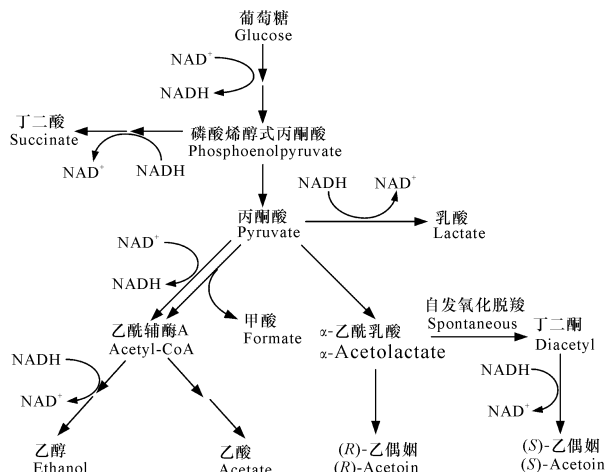 葡萄糖
Glucose
NAD⁺
NADH
丁二酸
Succinate
磷酸烯醇式丙酮酸
Phosphoenolpyruvate
NAD⁺
NADH
NADH
NAD⁺
丙酮酸
Pyruvate
乳酸
Lactate
NAD⁺
NADH
甲酸
Formate
自发氧化脱羧
Spontaneous
乙酰辅酶A
Acetyl-CoA
α-乙酰乳酸
α-Acetolactate
丁二酮
Diacetyl
NADH
NAD⁺
NADH
NAD⁺
乙醇
Ethanol
乙酸
Acetate
(R)-乙偶姻
(R)-Acetoin
(S)-乙偶姻
(S)-Acetoin